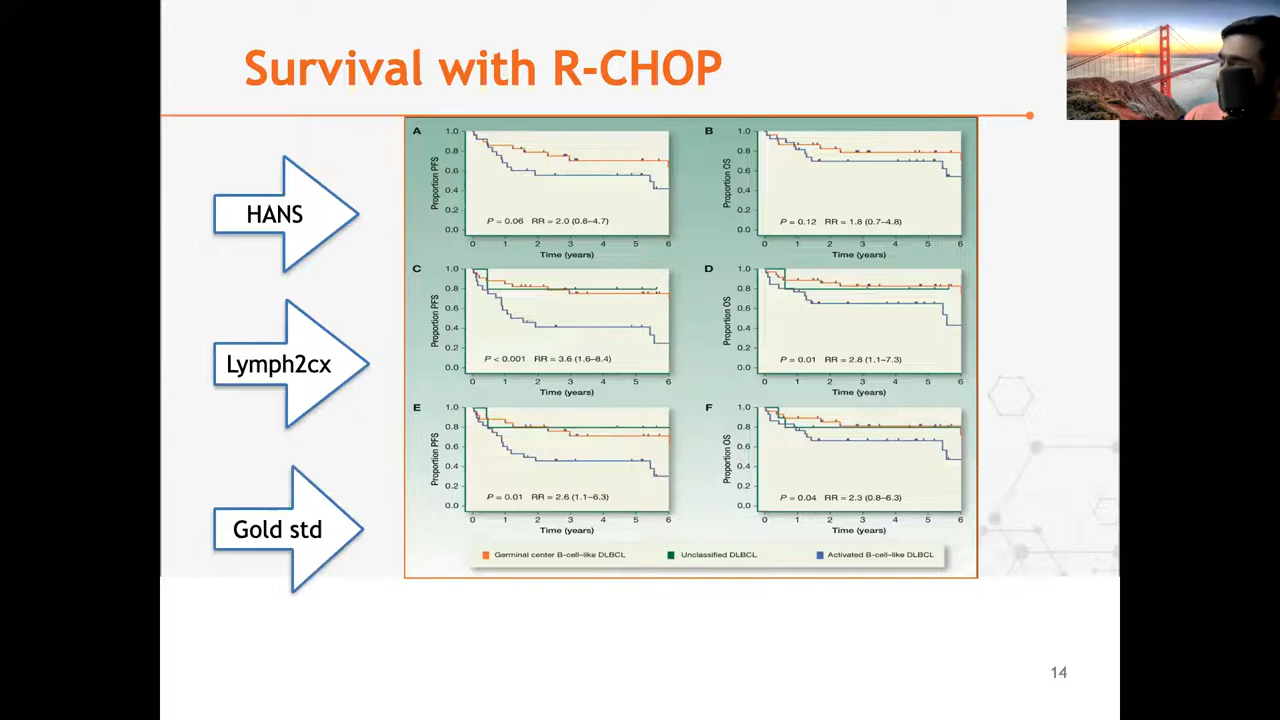 Survival with R-CHOP
HANS
Lymph2cx
Gold std
A
1.0
0.8
0.6
0.4
0.2
0.0
Proportion PFS
P = 0.06 RR = 2.0 (0.8–4.7)
0 1 2 3 4 5 6
Time (years)
B
1.0
0.8
0.6
0.4
0.2
0.0
Proportion OS
P = 0.12 RR = 1.8 (0.7–4.8)
0 1 2 3 4 5 6
Time (years)
C
1.0
0.8
0.6
0.4
0.2
0.0
Proportion PFS
P < 0.001 RR = 3.6 (1.6–8.4)
0 1 2 3 4 5 6
Time (years)
D
1.0
0.8
0.6
0.4
0.2
0.0
Proportion OS
P = 0.01 RR = 2.8 (1.1–7.3)
0 1 2 3 4 5 6
Time (years)
E
1.0
0.8
0.6
0.4
0.2
0.0
Proportion PFS
P = 0.01 RR = 2.6 (1.1–6.3)
0 1 2 3 4 5 6
Time (years)
F
1.0
0.8
0.6
0.4
0.2
0.0
Proportion OS
P = 0.04 RR = 2.3 (0.8–6.3)
0 1 2 3 4 5 6
Time (years)
Germinal center B-cell–like DLBCL Unclassified DLBCL Activated B-cell–like DLBCL
14